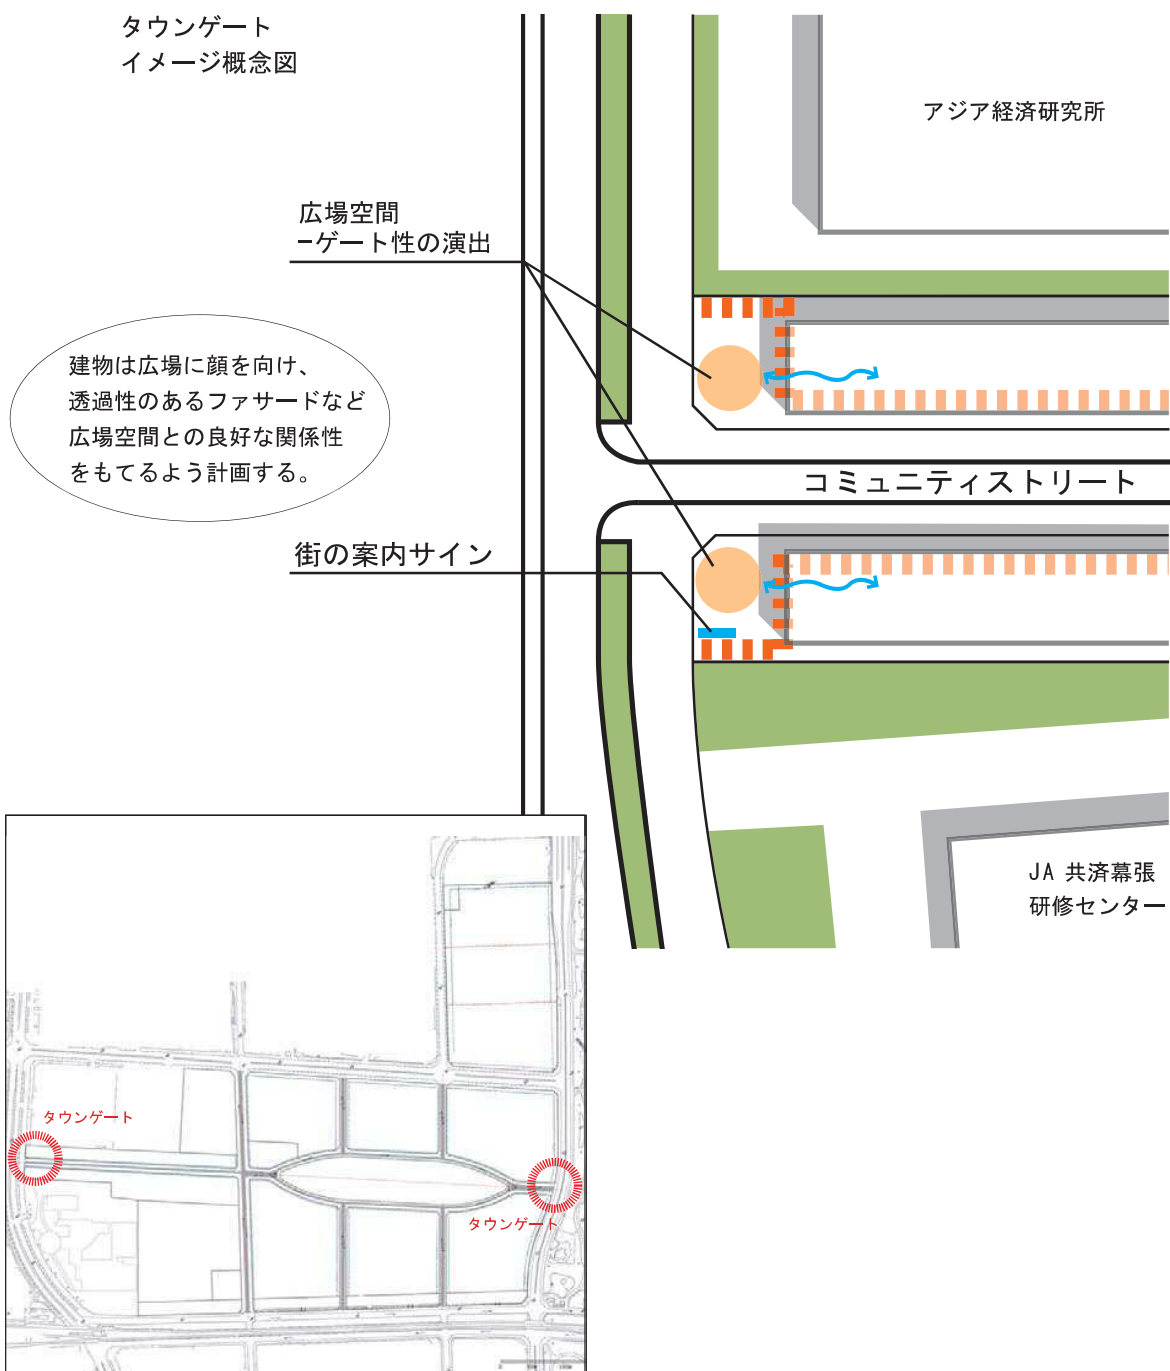 タウンゲート
イメージ概念図
アジア経済研究所
広場空間
－ゲート性の演出
建物は広場に顔を向け、
透過性のあるファサードなど
広場空間との良好な関係性
をもてるよう計画する。
コミュニティストリート
街の案内サイン
JA 共済幕張
研修センター
タウンゲート
タウンゲート